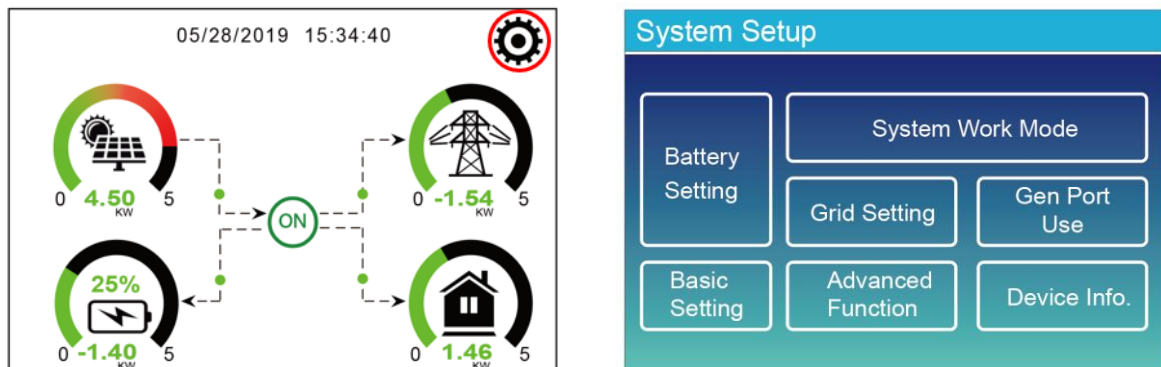 05/28/2019 15:34:40
0 4.50 5
KW
0 -1.54 5
KW
ON
25%
0 -1.40 5
KW
0 1.46 5
KW
System Setup
Battery
Setting
System Work Mode
Grid Setting
Gen Port
Use
Basic
Setting
Advanced
Function
Device Info.